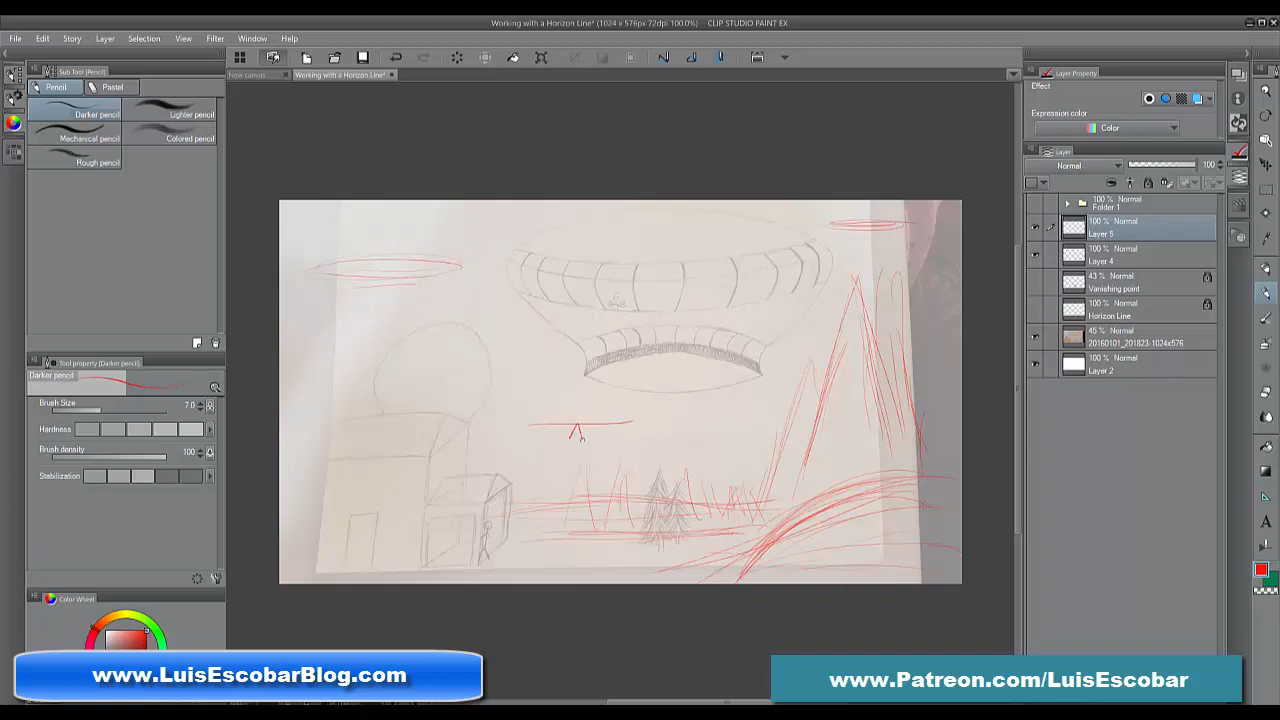 Working with a Horizon Line* (1024 x 576px 72dpi 100.0%) - CLIP STUDIO PAINT EX
File Edit Story Layer Selection View Filter Window Help
Sub Tool [Pencil]
New canvas Working with a Horizon Line*
Layer Property
Pencil Pastel
Effect
Darker pencil Lighter pencil
Expression color
Color
Mechanical pencil Colored pencil
Layer
Rough pencil
Normal 100
100 % Normal
Folder 1
100 % Normal
Layer 5
100 % Normal
Layer 4
43 % Normal
Vanishing point
100 % Normal
Horizon Line
45 % Normal
20160101_201823-1024x576
100 % Normal
Layer 2
Tool property [Darker pencil]
Darker pencil
Brush Size 7.0
Hardness
Brush density 100
Stabilization
Color Wheel
www.LuisEscobarBlog.com
www.Patreon.com/LuisEscobar